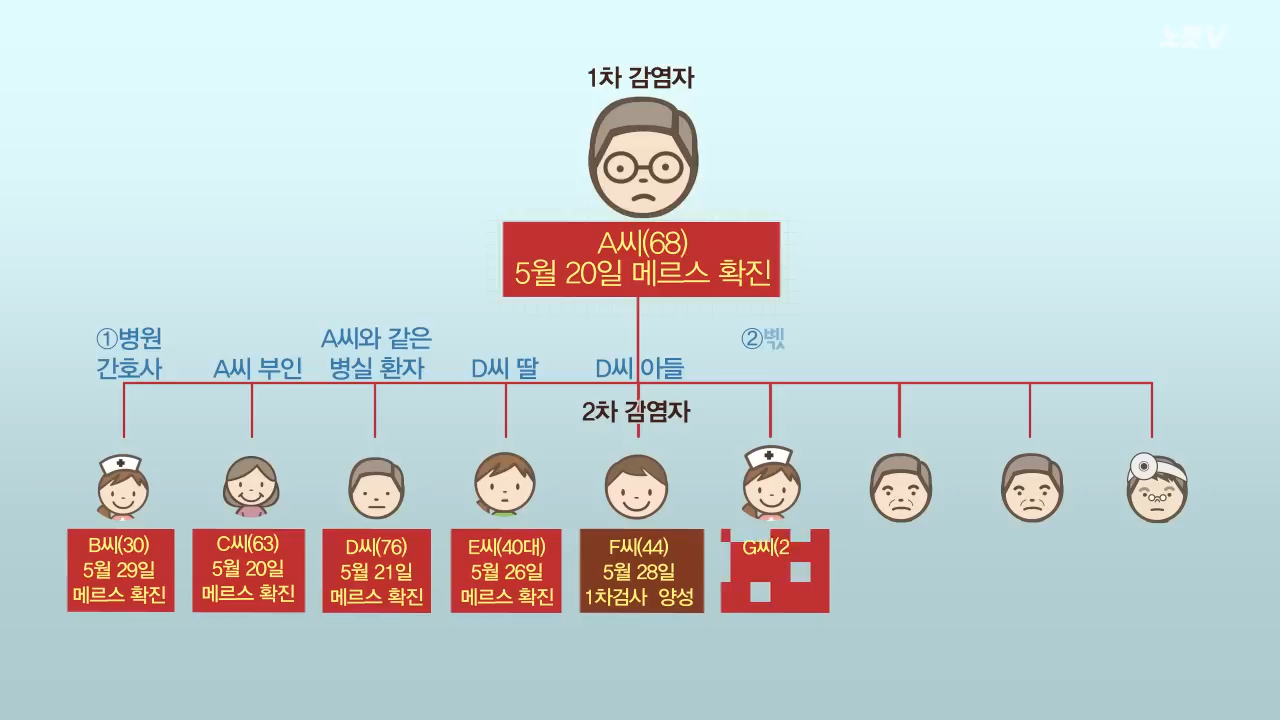 1차 감염자
A씨(68)
5월 20일 메르스 확진
①병원
간호사
A씨 부인
A씨와 같은
병실 환자
D씨 딸
D씨 아들
②
2차 감염자
B씨(30)
5월 29일
메르스 확진
C씨(63)
5월 20일
메르스 확진
D씨(76)
5월 21일
메르스 확진
E씨(40대)
5월 26일
메르스 확진
F씨(44)
5월 28일
1차검사 양성
G씨(2